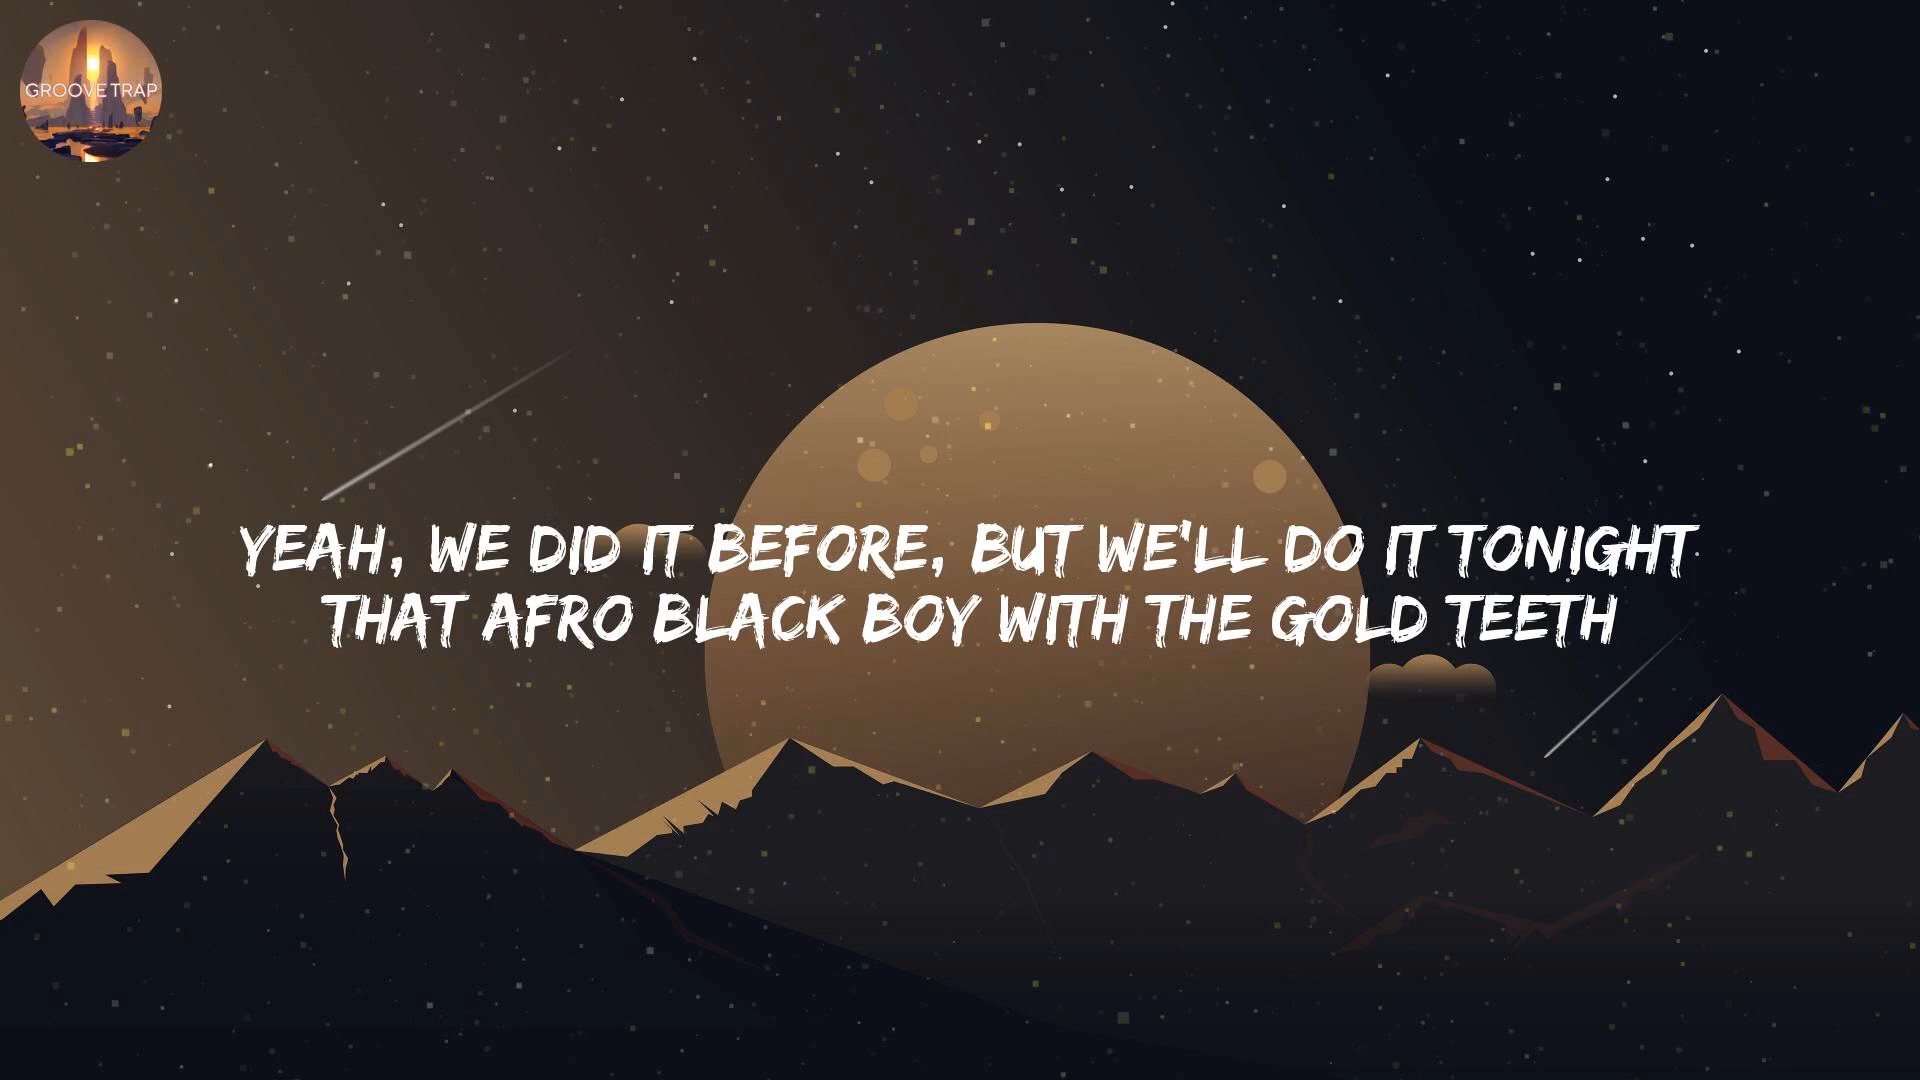 GROOVE TRAP
YEAH, WE DID IT BEFORE, BUT WE'LL DO IT TONIGHT
THAT AFRO BLACK BOY WITH THE GOLD TEETH